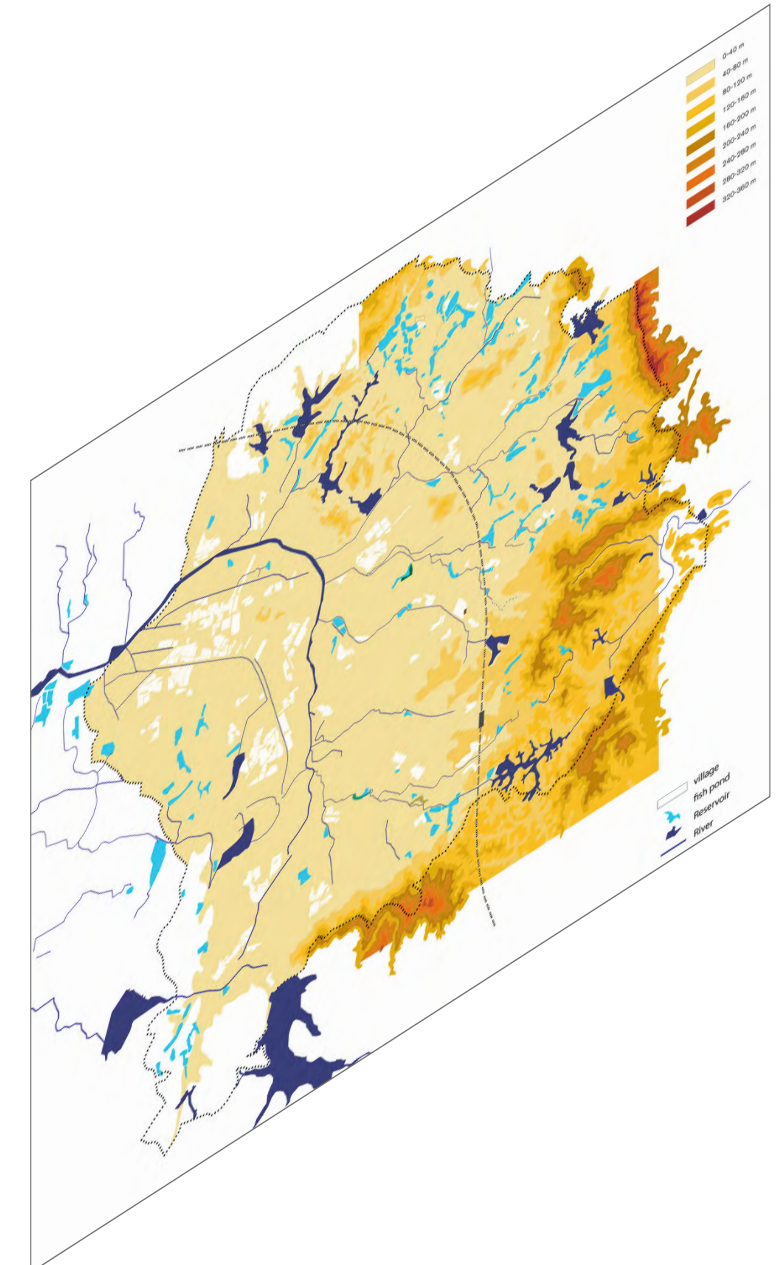 0-40 m
40-80 m
80-120 m
120-160 m
160-200 m
200-240 m
240-280 m
280-320 m
320-360 m
village
fish pond
Reservoir
River